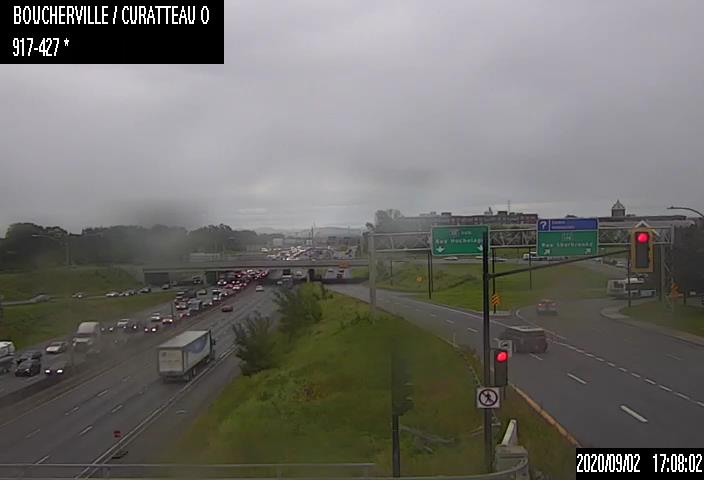 BOUCHERVILLE / CURATTEAU O
917-427 *
Rue Hochelaga
Rue Sherbrooke
2020/09/02 17:08:02